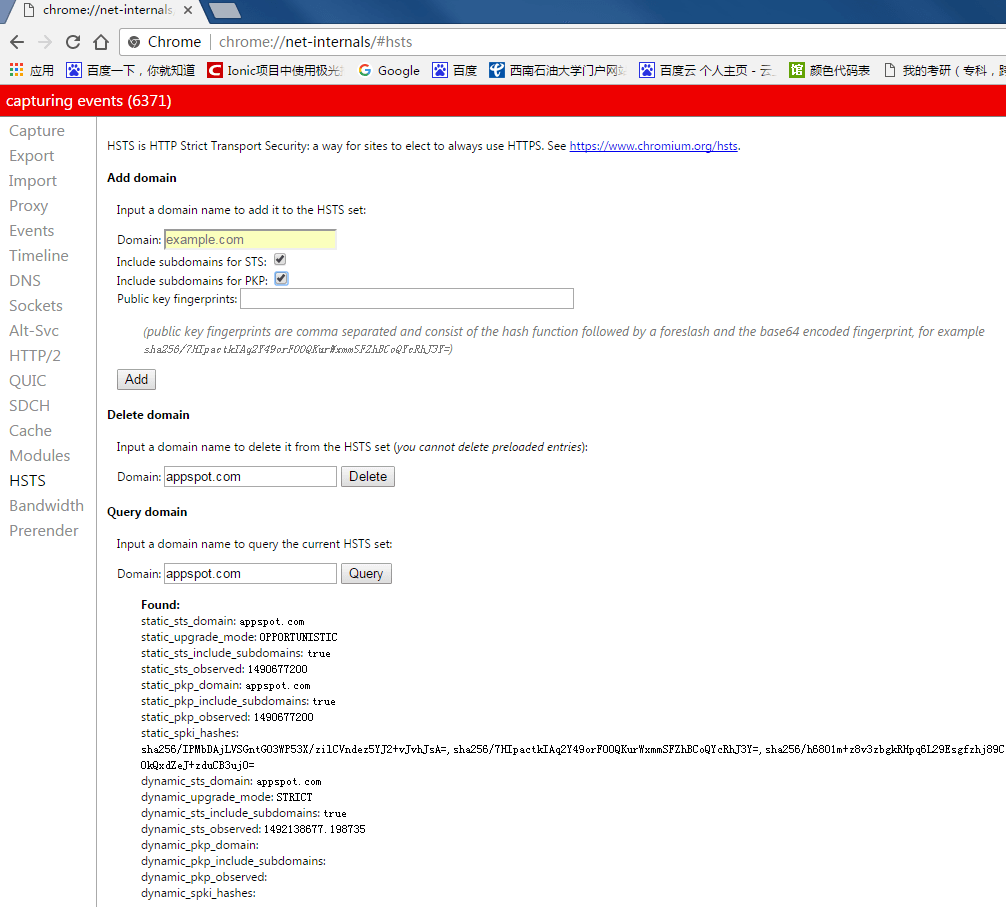 chrome://net-internals
Chrome | chrome://net-internals/#hsts
应用 百度一下，你就知道 Ionic项目中使用极光 Google 百度 西南石油大学门户网 百度云 个人主页 - 云 颜色代码表 我的考研（专科，跨
capturing events (6371)
Capture
Export
Import
Proxy
Events
Timeline
DNS
Sockets
Alt-Svc
HTTP/2
QUIC
SDCH
Cache
Modules
HSTS
Bandwidth
Prerender
HSTS is HTTP Strict Transport Security: a way for sites to elect to always use HTTPS. See https://www.chromium.org/hsts.
Add domain
Input a domain name to add it to the HSTS set:
Domain: example.com
Include subdomains for STS:
Include subdomains for PKP:
Public key fingerprints:
(public key fingerprints are comma separated and consist of the hash function followed by a foreslash and the base64 encoded fingerprint, for example
sha256/7HIpactkIAq2Y49orFOOQKurWxmmSFZhBCoQYcRhJ3Y=)
Add
Delete domain
Input a domain name to delete it from the HSTS set (you cannot delete preloaded entries):
Domain: appspot.com Delete
Query domain
Input a domain name to query the current HSTS set:
Domain: appspot.com Query
Found:
static_sts_domain: appspot.com
static_upgrade_mode: OPPORTUNISTIC
static_sts_include_subdomains: true
static_sts_observed: 1490677200
static_pkp_domain: appspot.com
static_pkp_include_subdomains: true
static_pkp_observed: 1490677200
static_spki_hashes:
sha256/IPMbDAjLVSGntGO3WP53X/zilCVndez5YJ2+vJvhJsA=,sha256/7HIpactkIAq2Y49orFOOQKurWxmmSFZhBCoQYcRhJ3Y=,sha256/h6801m+z8v3zbgkRHpq6L29Esgfzhj89C
OkQxdZeJ+zduCB3ujO=
dynamic_sts_domain: appspot.com
dynamic_upgrade_mode: STRICT
dynamic_sts_include_subdomains: true
dynamic_sts_observed: 1492138677.198735
dynamic_pkp_domain:
dynamic_pkp_include_subdomains:
dynamic_pkp_observed:
dynamic_spki_hashes: